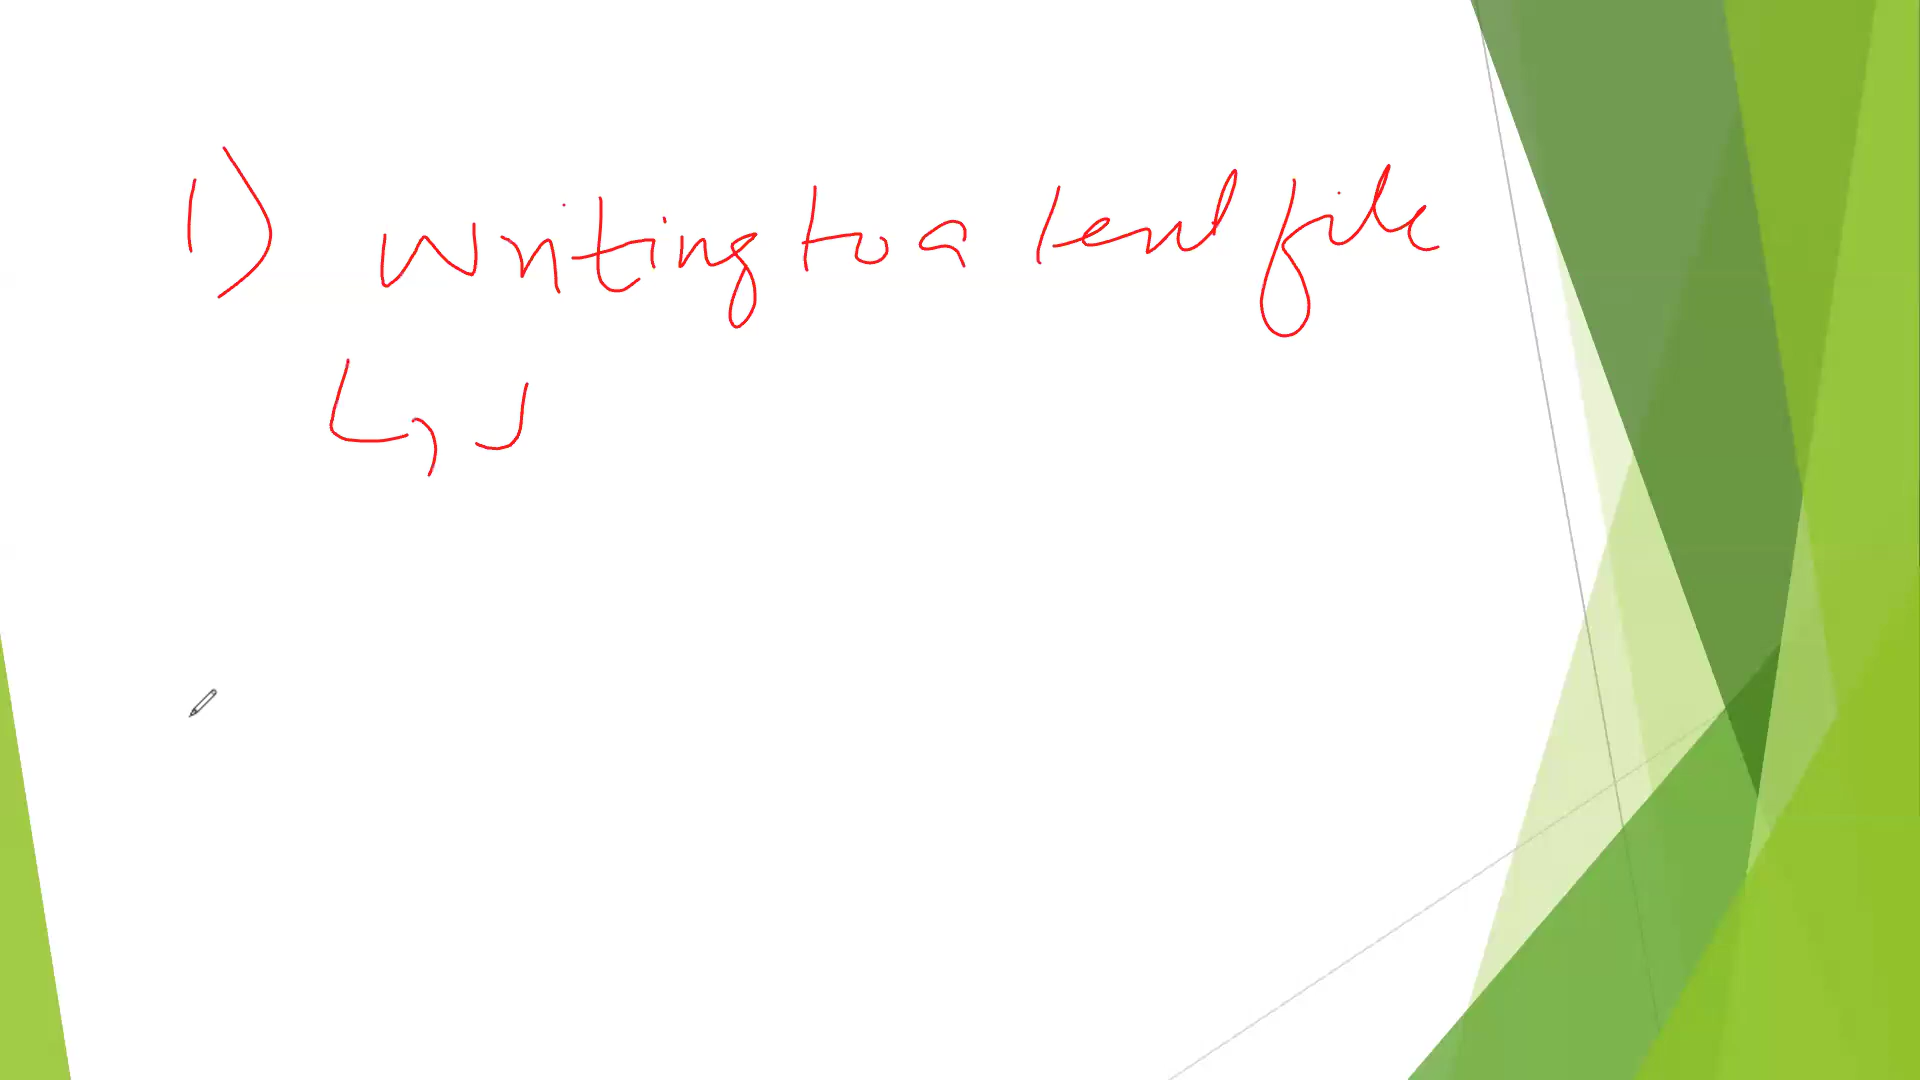 1) Writing to a text file
↳